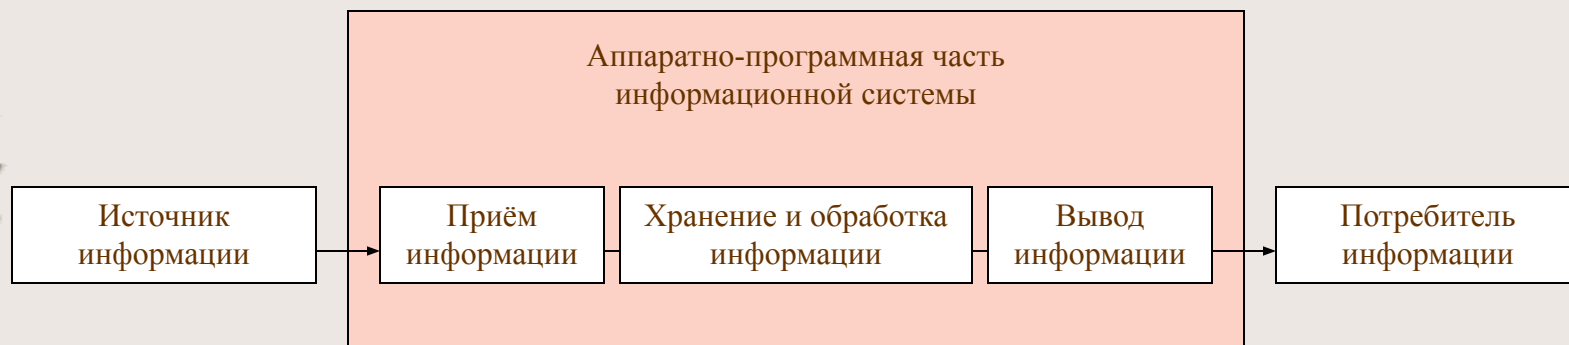 Аппаратно-программная часть
информационной системы
Источник
информации
Приём
информации
Хранение и обработка
информации
Вывод
информации
Потребитель
информации